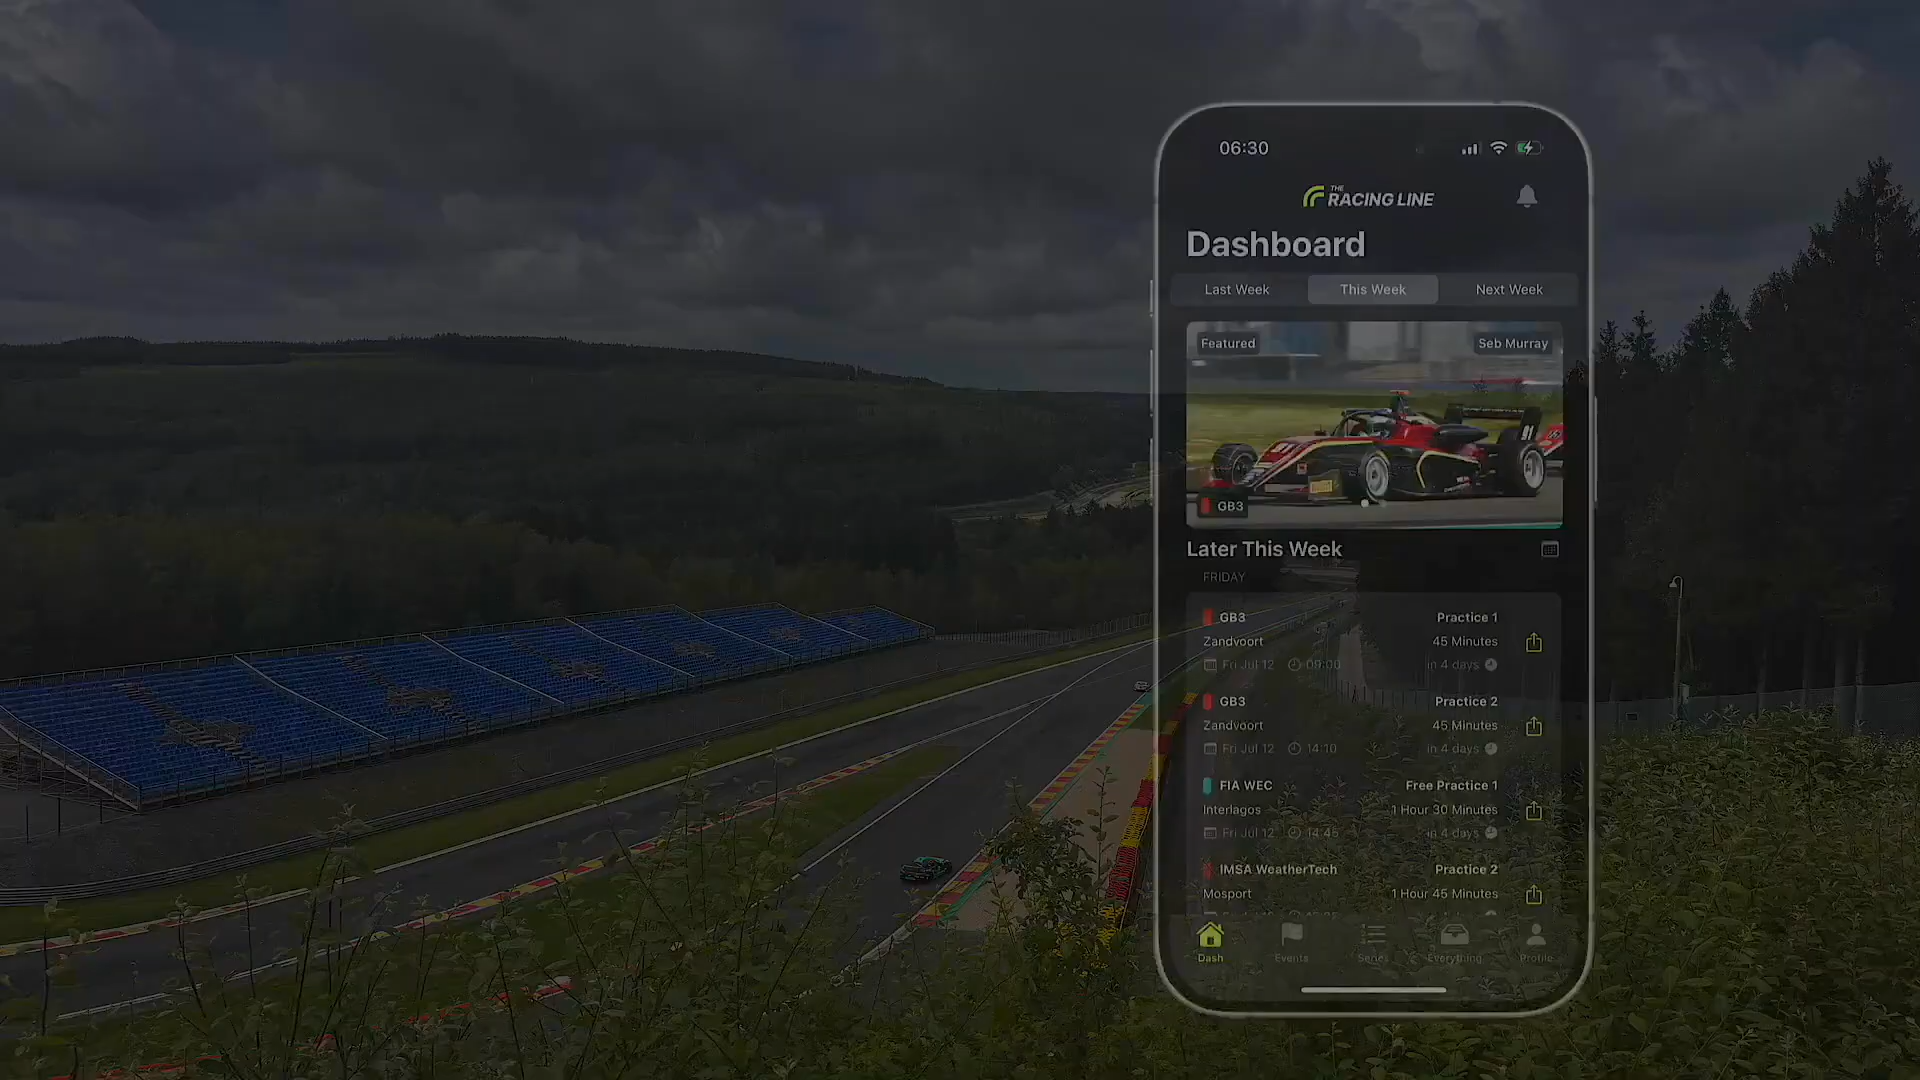 06:30
THE
RACING LINE
Dashboard
Last Week
This Week
Next Week
Featured
Seb Murray
91
91
GB3
Later This Week
FRIDAY
GB3
Practice 1
Zandvoort
45 Minutes
Fri Jul 12
09:00
in 4 days
GB3
Practice 2
Zandvoort
45 Minutes
Fri Jul 12
14:10
in 4 days
FIA WEC
Free Practice 1
Interlagos
1 Hour 30 Minutes
Fri Jul 12
14:45
in 4 days
IMSA WeatherTech
Practice 2
Mosport
1 Hour 45 Minutes
Dash
Events
Series
Everything
Profile